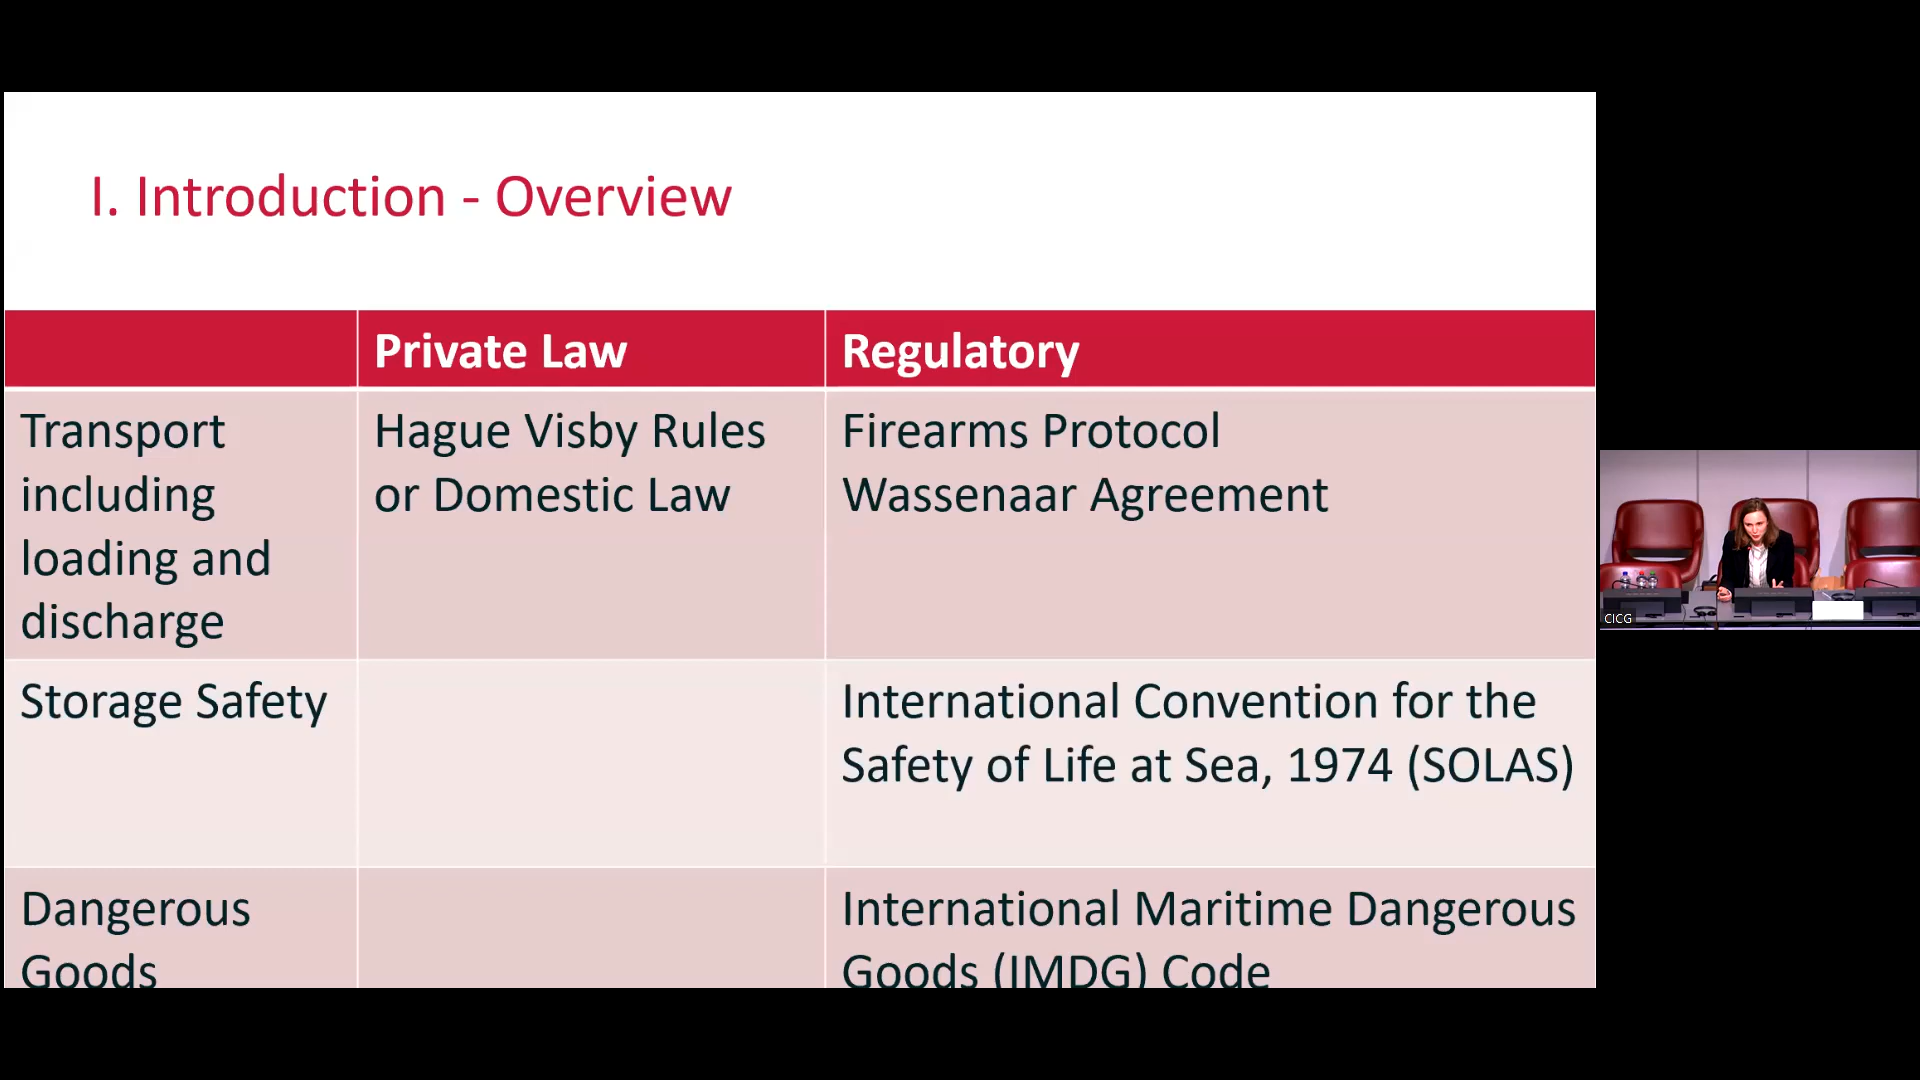 I. Introduction - Overview
Private Law
Regulatory
Transport
including
loading and
discharge
Hague Visby Rules
or Domestic Law
Firearms Protocol
Wassenaar Agreement
Storage Safety
International Convention for the
Safety of Life at Sea, 1974 (SOLAS)
Dangerous
Goods
International Maritime Dangerous
Goods (IMDG) Code
CICG